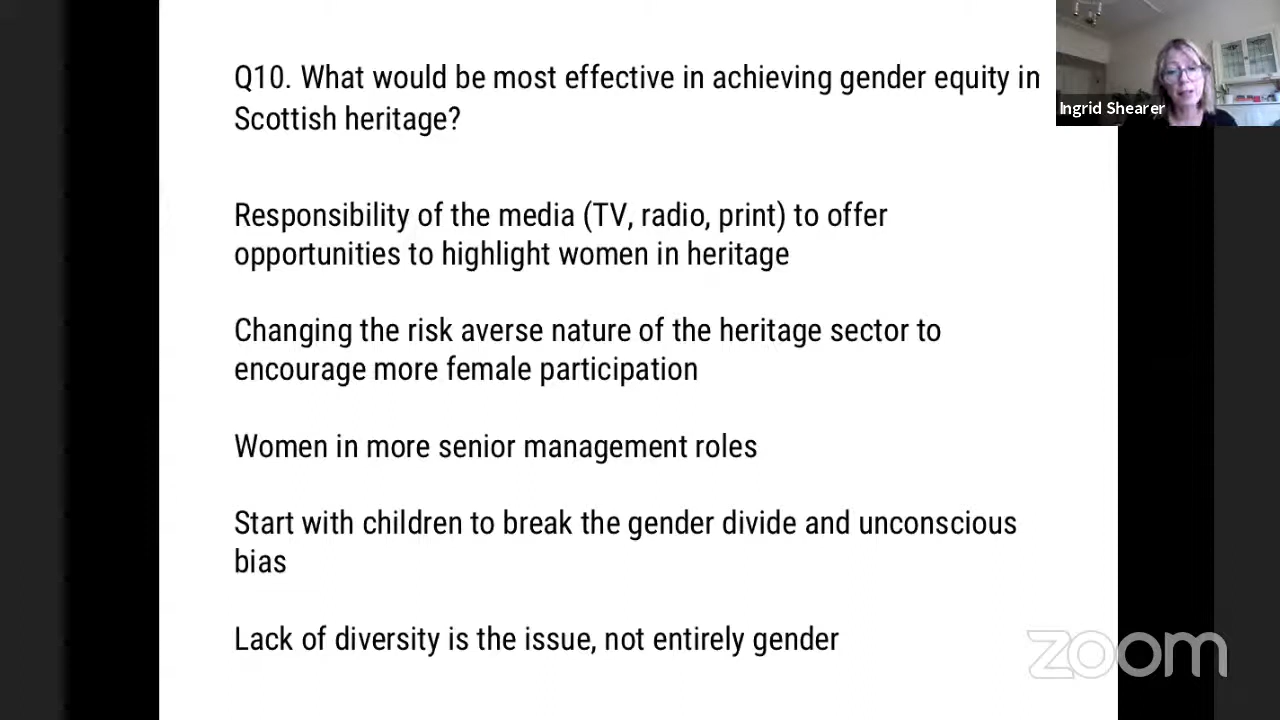 Q10. What would be most effective in achieving gender equity in
Scottish heritage?
Ingrid Shearer
Responsibility of the media (TV, radio, print) to offer
opportunities to highlight women in heritage
Changing the risk averse nature of the heritage sector to
encourage more female participation
Women in more senior management roles
Start with children to break the gender divide and unconscious
bias
Lack of diversity is the issue, not entirely gender
zoom